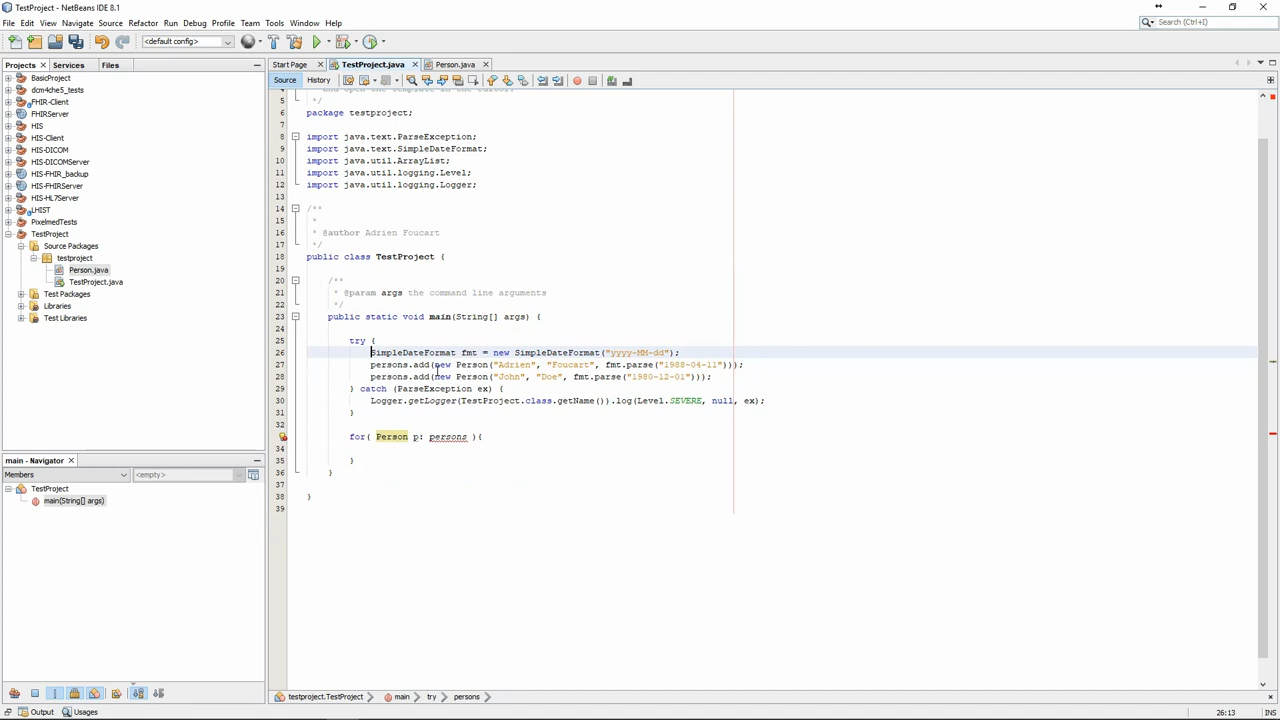 TestProject - NetBeans IDE 8.1
File Edit View Navigate Source Refactor Run Debug Profile Team Tools Window Help
Search (Ctrl+I)
<default config>
Projects Services Files
Start Page TestProject.java Person.java
Source History
BasicProject
dcm4che5_tests
FHIR-Client
FHIRServer
HIS
HIS-Client
HIS-DICOM
HIS-DICOMServer
HIS-FHIR_backup
HIS-FHIRServer
HIS-HL7Server
LHIST
PixelmedTests
TestProject
Source Packages
testproject
Person.java
TestProject.java
Test Packages
Libraries
Test Libraries
main - Navigator
Members <empty>
TestProject
main(String[] args)
and open the template in the editor.
5 */
6 package testproject;
7
8 import java.text.ParseException;
9 import java.text.SimpleDateFormat;
10 import java.util.ArrayList;
11 import java.util.logging.Level;
12 import java.util.logging.Logger;
13
14 /**
15 *
16 * @author Adrien Foucart
17 */
18 public class TestProject {
19
20 /**
21 * @param args the command line arguments
22 */
23 public static void main(String[] args) {
24
25 try {
26 SimpleDateFormat fmt = new SimpleDateFormat("yyyy-MM-dd");
27 persons.add(new Person("Adrien", "Foucart", fmt.parse("1988-04-11")));
28 persons.add(new Person("John", "Doe", fmt.parse("1980-12-01")));
29 } catch (ParseException ex) {
30 Logger.getLogger(TestProject.class.getName()).log(Level.SEVERE, null, ex);
31 }
32
for( Person p: persons ){
34
35 }
36 }
37
38 }
39
testproject.TestProject main try persons
Output Usages
26:13 INS